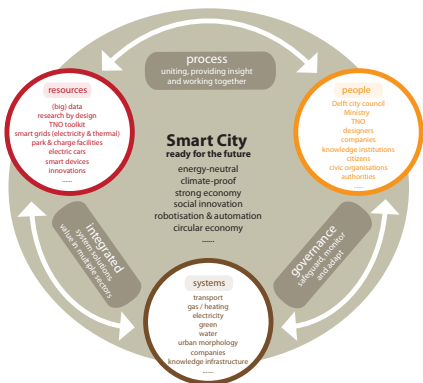 process
uniting, providing insight
and working together
resources
(big) data
research by design
TNO toolkit
smart grids (electricity & thermal)
park & charge facilities
electric cars
smart devices
innovations
.....
people
Delft city council
Ministry
TNO
designers
companies
knowledge institutions
citizens
civic organisations
authorities
.....
Smart City
ready for the future
energy-neutral
climate-proof
strong economy
social innovation
robotisation & automation
circular economy
.....
integrated
system solutions
value in multiple sectors
governance
safeguard, monitor
and adapt
systems
transport
gas / heating
electricity
green
water
urban morphology
companies
knowledge infrastructure
.....